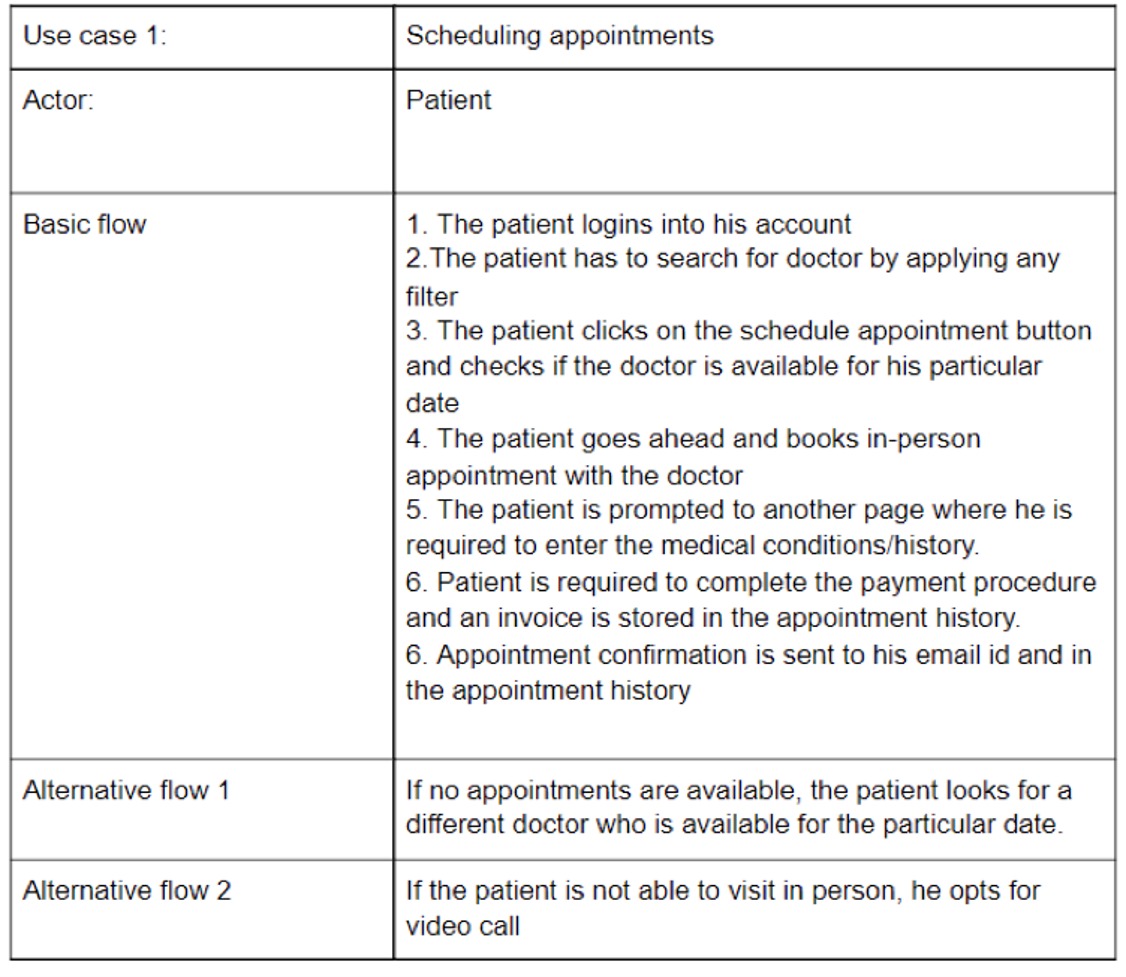 Use case 1:
Scheduling appointments
Actor:
Patient
Basic flow
1. The patient logins into his account
2.The patient has to search for doctor by applying any
filter
3. The patient clicks on the schedule appointment button
and checks if the doctor is available for his particular
date
4. The patient goes ahead and books in-person
appointment with the doctor
5. The patient is prompted to another page where he is
required to enter the medical conditions/history.
6. Patient is required to complete the payment procedure
and an invoice is stored in the appointment history.
6. Appointment confirmation is sent to his email id and in
the appointment history
Alternative flow 1
If no appointments are available, the patient looks for a
different doctor who is available for the particular date.
Alternative flow 2
If the patient is not able to visit in person, he opts for
video call